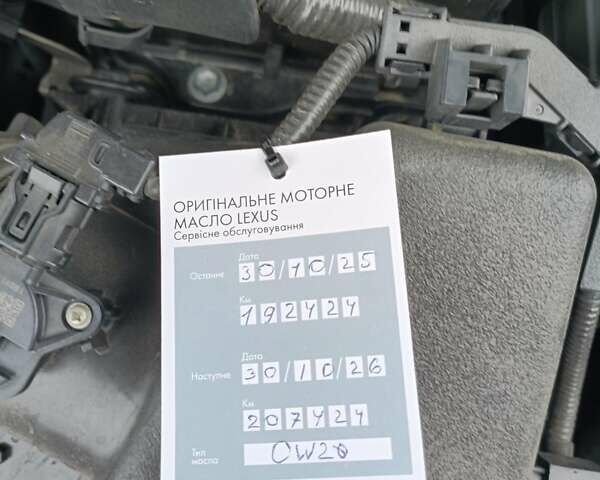 ОРИГІНАЛЬНЕ МОТОРНЕ
МАСЛО LEXUS
Сервісне обслуговування
Дата
Останнє 30/10/25
Км
192424
Дата
Наступне 30/10/26
Км
207424
Тип
масла OW20